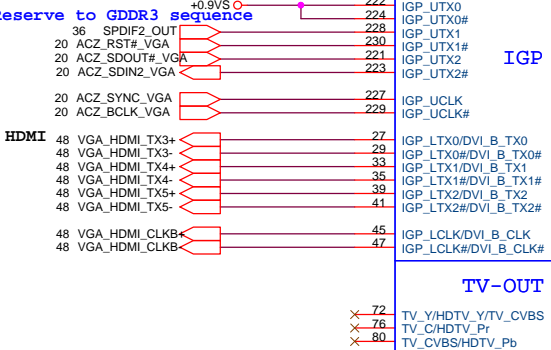 +0.9VS 222 IGP_UTX0
Reserve to GDDR3 sequence 224 IGP_UTX0#
36 SPDIF2_OUT 228 IGP_UTX1
20 ACZ_RST#_VGA 230 IGP_UTX1#
20 ACZ_SDOUT#_VGA 221 IGP_UTX2 IGP
20 ACZ_SDIN2_VGA 223 IGP_UTX2#
20 ACZ_SYNC_VGA 227 IGP_UCLK
20 ACZ_BCLK_VGA 229 IGP_UCLK#
HDMI 48 VGA_HDMI_TX3+ 27 IGP_LTX0/DVI_B_TX0
48 VGA_HDMI_TX3- 29 IGP_LTX0#/DVI_B_TX0#
48 VGA_HDMI_TX4+ 33 IGP_LTX1/DVI_B_TX1
48 VGA_HDMI_TX4- 35 IGP_LTX1#/DVI_B_TX1#
48 VGA_HDMI_TX5+ 39 IGP_LTX2/DVI_B_TX2
48 VGA_HDMI_TX5- 41 IGP_LTX2#/DVI_B_TX2#
48 VGA_HDMI_CLKB+ 45 IGP_LCLK/DVI_B_CLK
48 VGA_HDMI_CLKB- 47 IGP_LCLK#/DVI_B_CLK#
TV-OUT
72 TV_Y/HDTV_Y/TV_CVBS
76 TV_C/HDTV_Pr
80 TV_CVBS/HDTV_Pb